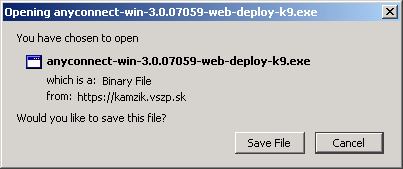 Opening anyconnect-win-3.0.07059-web-deploy-k9.exe
You have chosen to open
anyconnect-win-3.0.07059-web-deploy-k9.exe
which is a: Binary File
from: https://kamzik.vszp.sk
Would you like to save this file?
Save File Cancel